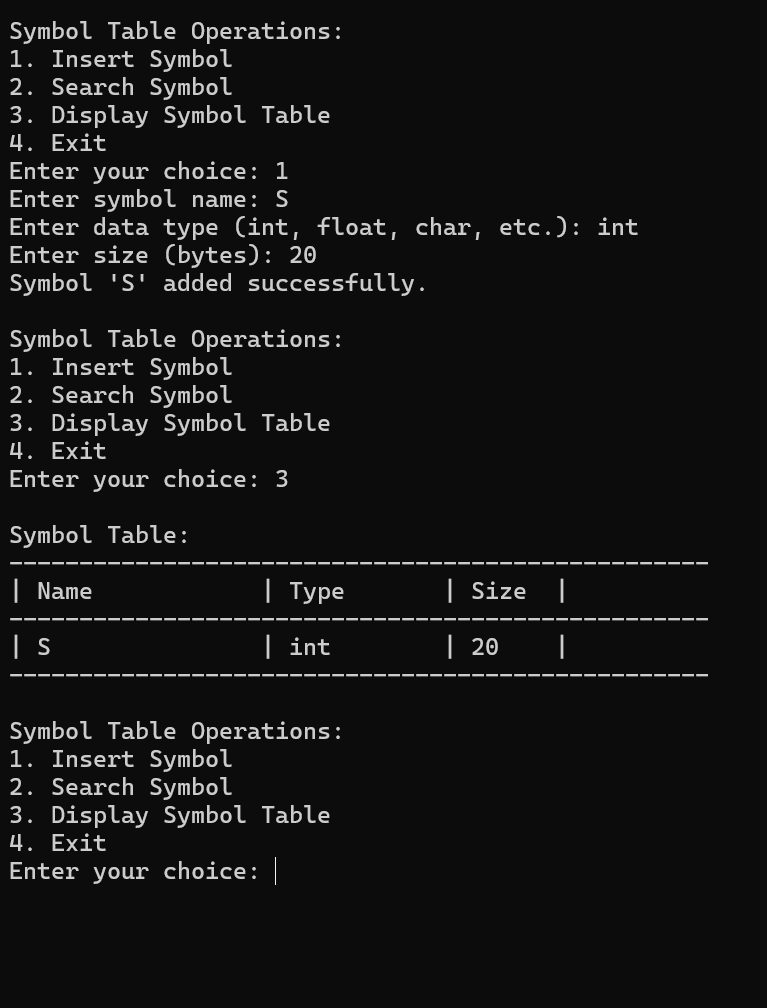 Symbol Table Operations:
1. Insert Symbol
2. Search Symbol
3. Display Symbol Table
4. Exit
Enter your choice: 1
Enter symbol name: S
Enter data type (int, float, char, etc.): int
Enter size (bytes): 20
Symbol 'S' added successfully.

Symbol Table Operations:
1. Insert Symbol
2. Search Symbol
3. Display Symbol Table
4. Exit
Enter your choice: 3

Symbol Table:
--------------------------------------------------
| Name            | Type       | Size  |
--------------------------------------------------
| S               | int        | 20    |
--------------------------------------------------

Symbol Table Operations:
1. Insert Symbol
2. Search Symbol
3. Display Symbol Table
4. Exit
Enter your choice: